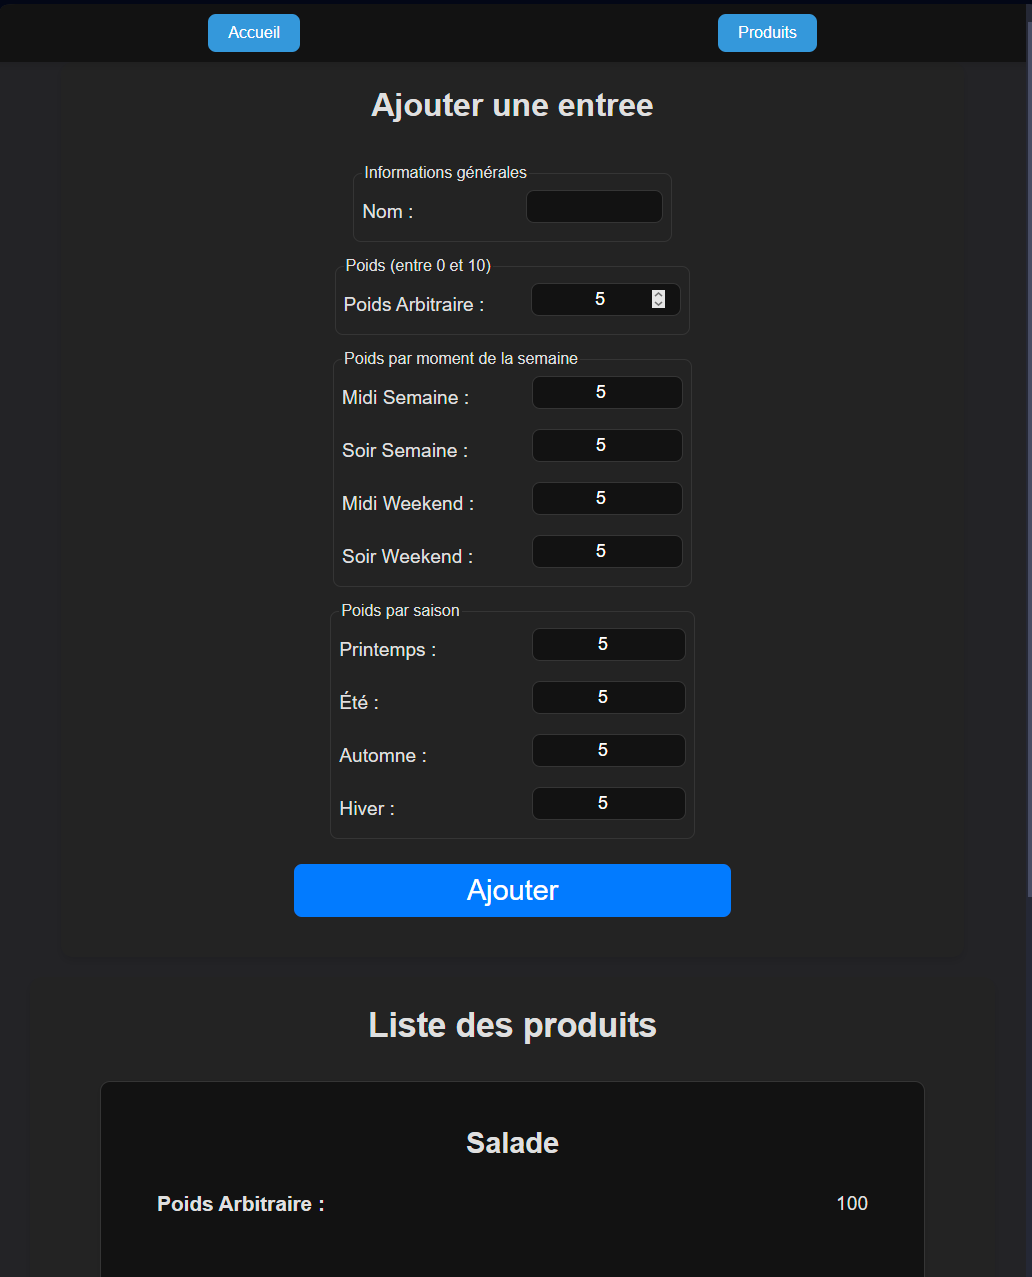 Accueil Produits
Ajouter une entree
Informations générales
Nom :
Poids (entre 0 et 10)
Poids Arbitraire : 5
Poids par moment de la semaine
Midi Semaine : 5
Soir Semaine : 5
Midi Weekend : 5
Soir Weekend : 5
Poids par saison
Printemps : 5
Été : 5
Automne : 5
Hiver : 5
Ajouter
Liste des produits
Salade
Poids Arbitraire : 100